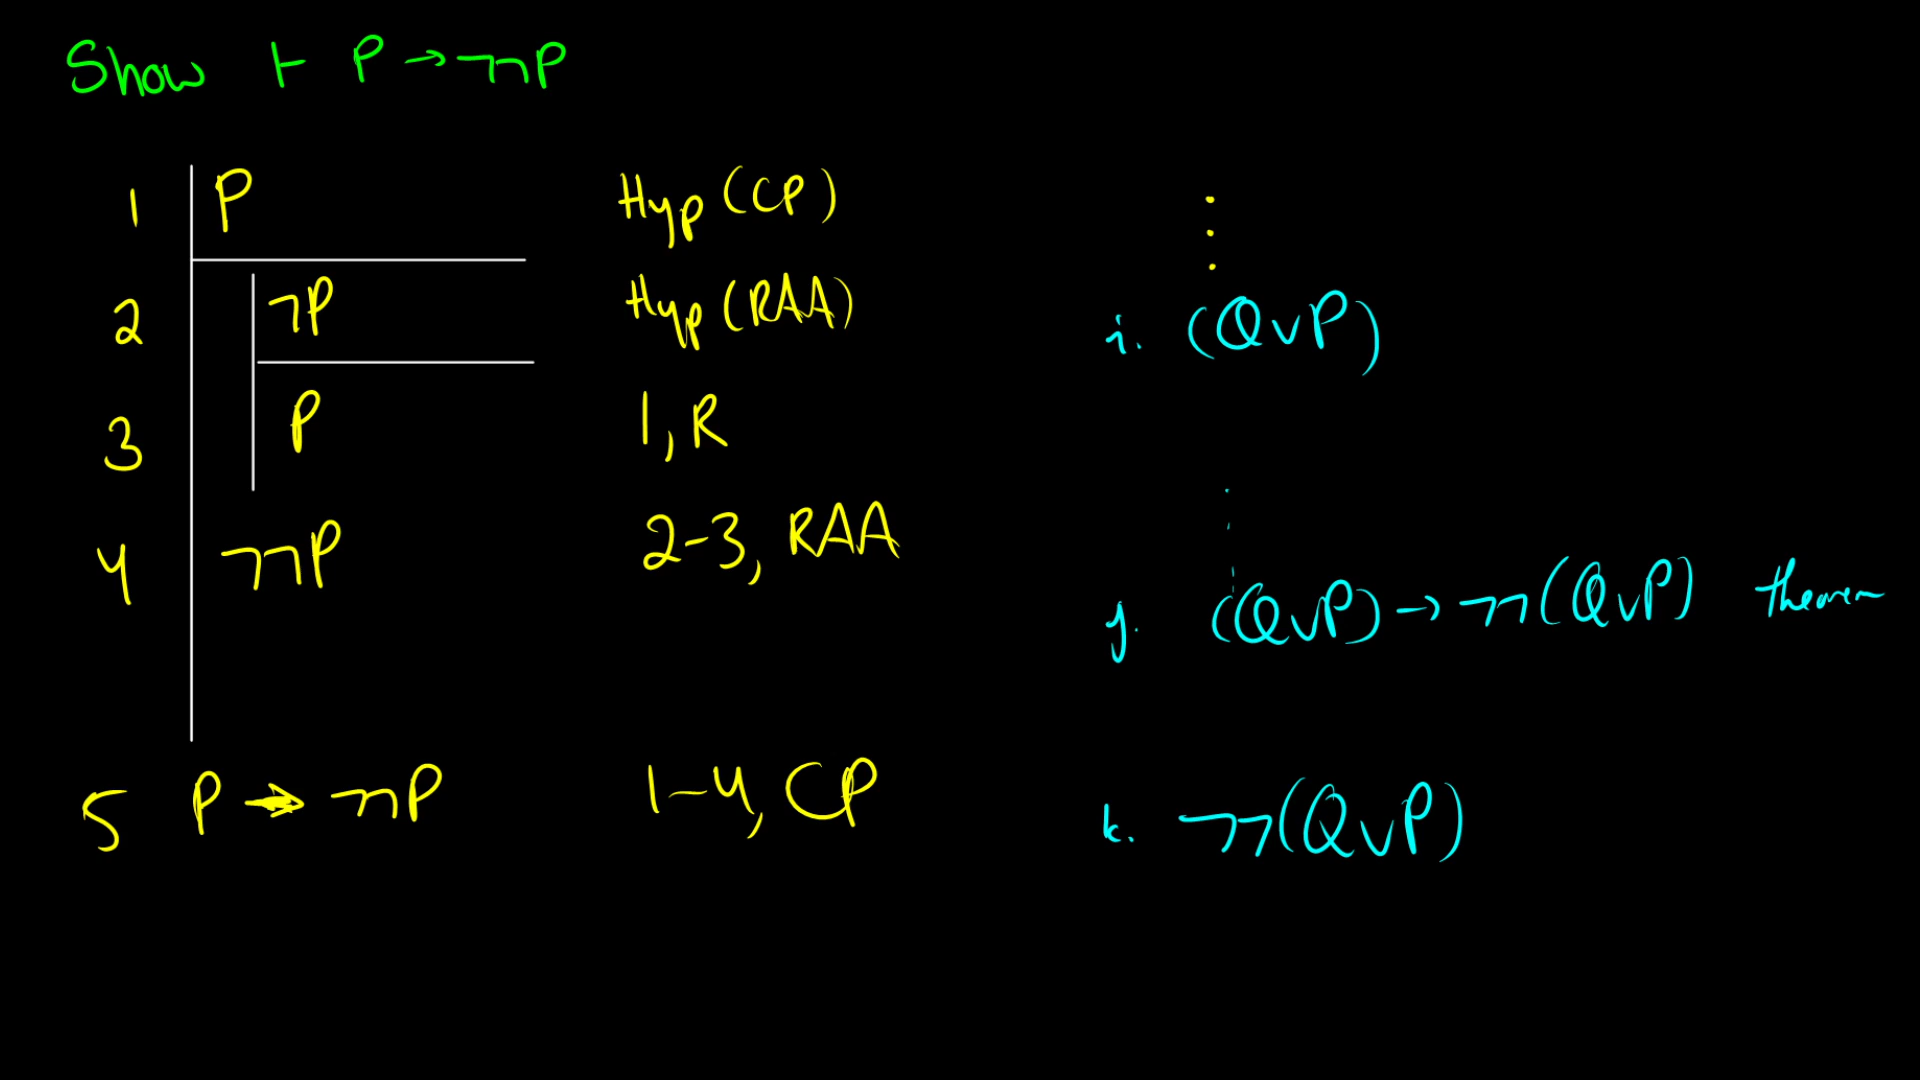 Show ⊢ P → ¬¬P
1 P Hyp (CP)
2 ¬P Hyp (RAA)
3 P 1, R
4 ¬¬P 2-3, RAA
5 P → ¬¬P 1-4, CP
i. (Q∨P)
j. (Q∨P) → ¬¬(Q∨P) theorem
k. ¬¬(Q∨P)